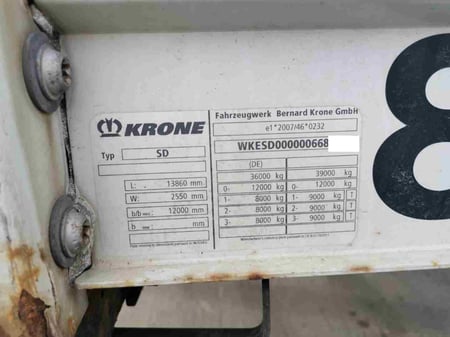 KRONE
Typ SD
L: 13860 mm
W: 2550 mm
b/b 12000 mm
b mm
Fahrzeugwerk Bernard Krone GmbH
e1*2007/46*0232
WKESD000000668
(DE)
36000 kg 39000 kg
0- 12000 kg 0- 12000 kg
1- 8000 kg 1- 9000 kg T
2- 8000 kg 2- 9000 kg T
3- 8000 kg 3- 9000 kg T
8